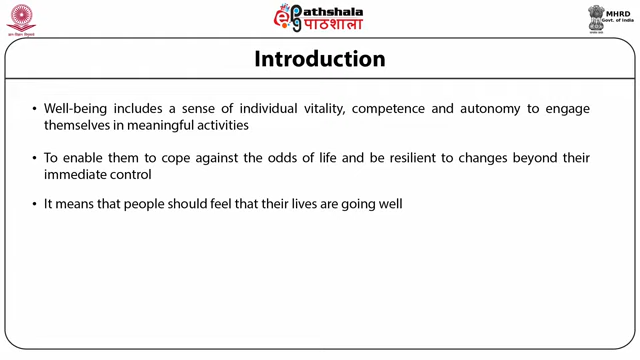 ePathshala
पाठशाला
MHRD
Govt. of India
Introduction
• Well-being includes a sense of individual vitality, competence and autonomy to engage
themselves in meaningful activities
• To enable them to cope against the odds of life and be resilient to changes beyond their
immediate control
• It means that people should feel that their lives are going well